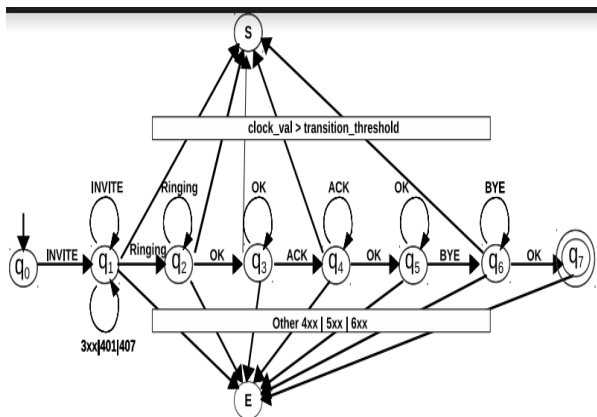 S
clock_val > transition_threshold
INVITE Ringing OK ACK OK BYE
q0 INVITE q1 Ringing q2 OK q3 ACK q4 OK q5 BYE q6 OK q7
3xx|401|407
Other 4xx | 5xx | 6xx
E